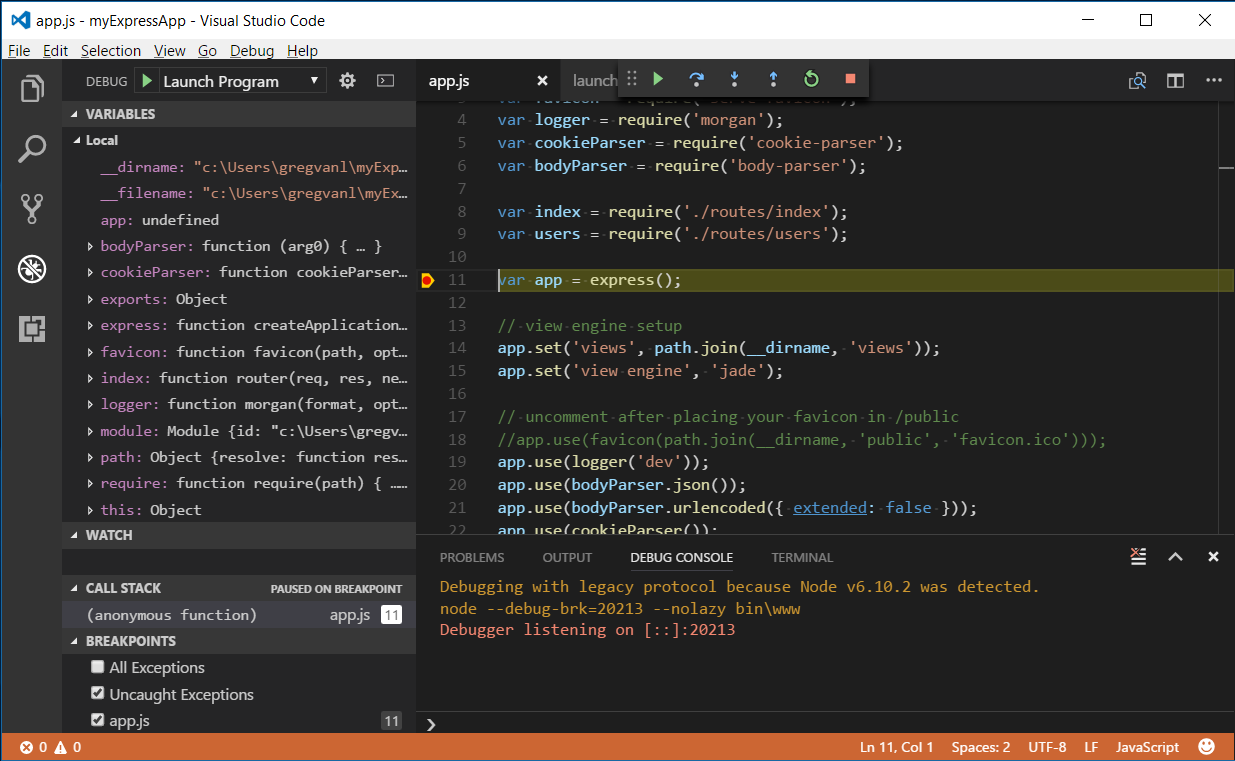 app.js - myExpressApp - Visual Studio Code
File Edit Selection View Go Debug Help
DEBUG Launch Program
VARIABLES
Local
__dirname: "c:\Users\gregvanl\myExp…
__filename: "c:\Users\gregvanl\myEx…
app: undefined
bodyParser: function (arg0) { … }
cookieParser: function cookieParser…
exports: Object
express: function createApplication…
favicon: function favicon(path, opt…
index: function router(req, res, ne…
logger: function morgan(format, opt…
module: Module {id: "c:\Users\gregv…
path: Object {resolve: function res…
require: function require(path) { ……
this: Object
WATCH
CALL STACK PAUSED ON BREAKPOINT
(anonymous function) app.js 11
BREAKPOINTS
All Exceptions
Uncaught Exceptions
app.js 11
app.js launch
3 var favicon = require('serve-favicon');
4 var logger = require('morgan');
5 var cookieParser = require('cookie-parser');
6 var bodyParser = require('body-parser');
7
8 var index = require('./routes/index');
9 var users = require('./routes/users');
10
11 var app = express();
12
13 // view engine setup
14 app.set('views', path.join(__dirname, 'views'));
15 app.set('view engine', 'jade');
16
17 // uncomment after placing your favicon in /public
18 //app.use(favicon(path.join(__dirname, 'public', 'favicon.ico')));
19 app.use(logger('dev'));
20 app.use(bodyParser.json());
21 app.use(bodyParser.urlencoded({ extended: false }));
22 app.use(cookieParser());
PROBLEMS OUTPUT DEBUG CONSOLE TERMINAL
Debugging with legacy protocol because Node v6.10.2 was detected.
node --debug-brk=20213 --nolazy bin\www
Debugger listening on [::]:20213
0 0
Ln 11, Col 1 Spaces: 2 UTF-8 LF JavaScript